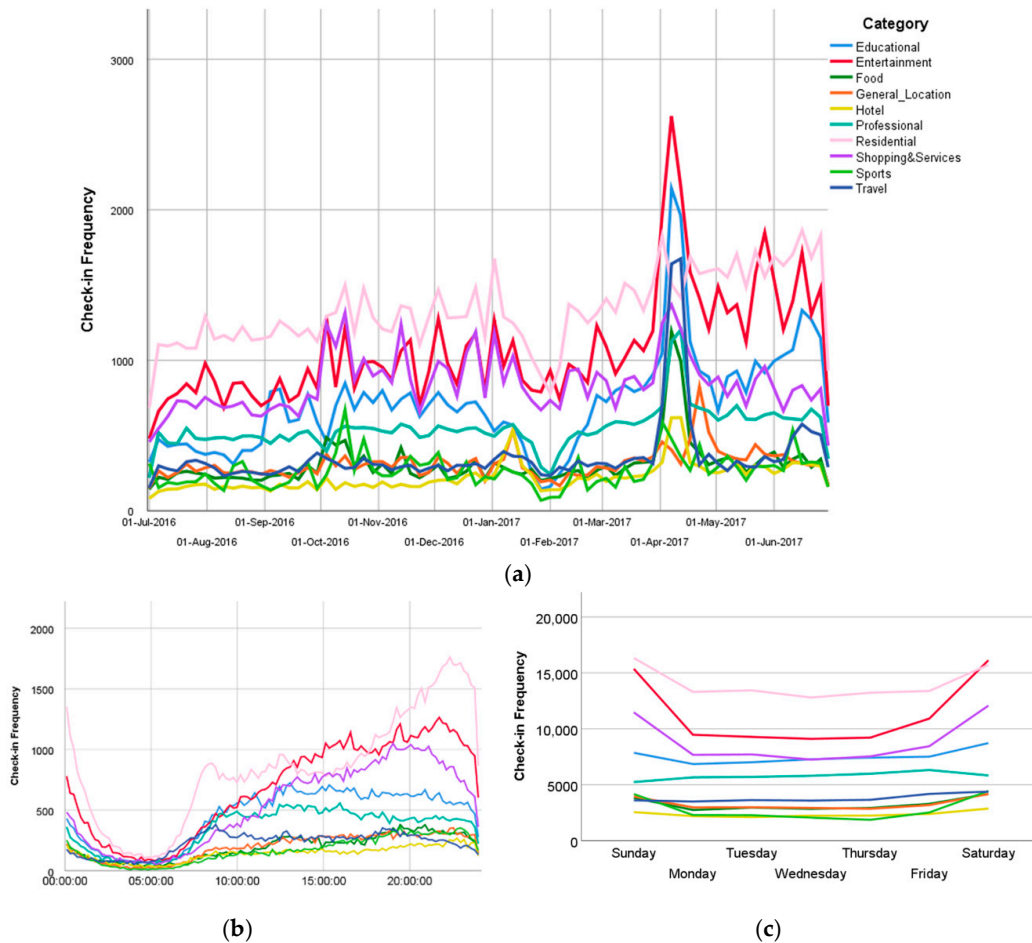 Category
Educational
Entertainment
Food
General_Location
Hotel
Professional
Residential
Shopping&Services
Sports
Travel
Check-in Frequency
3000
2000
1000
0
01-Jul-2016 01-Sep-2016 01-Nov-2016 01-Jan-2017 01-Mar-2017 01-May-2017
01-Aug-2016 01-Oct-2016 01-Dec-2016 01-Feb-2017 01-Apr-2017 01-Jun-2017
(a)
Check-in Frequency
2000
1500
1000
500
0
00:00:00 05:00:00 10:00:00 15:00:00 20:00:00
(b)
Check-in Frequency
20,000
15,000
10,000
5000
0
Sunday Tuesday Thursday Saturday
Monday Wednesday Friday
(c)